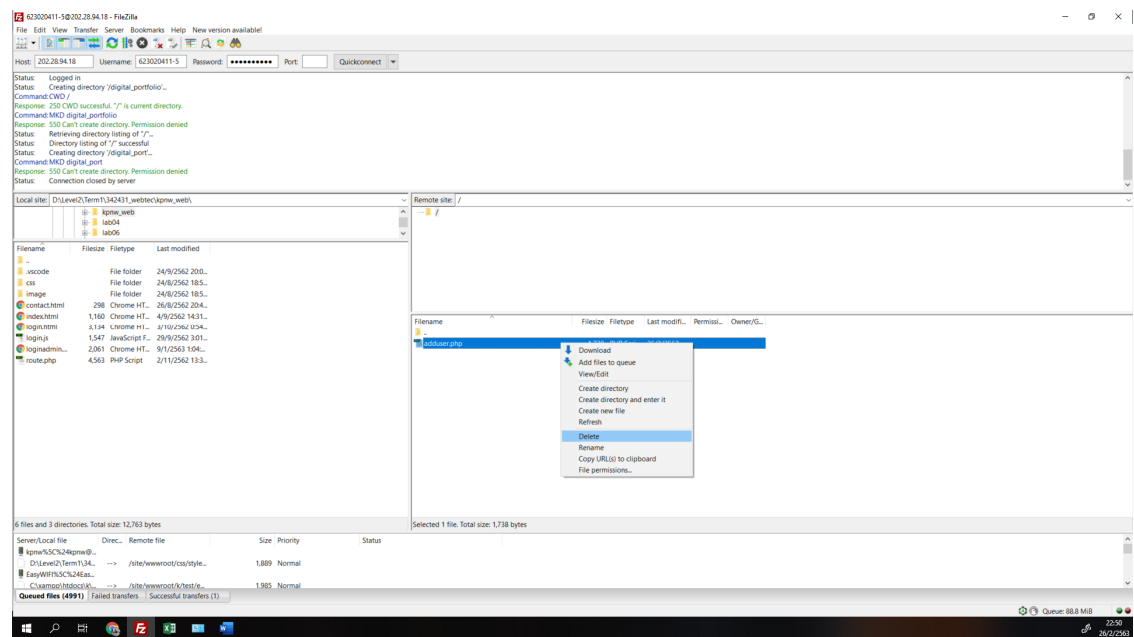 623020411-5@202.28.94.18 - FileZilla
File Edit View Transfer Server Bookmarks Help New version available!
Host: 202.28.94.18 Username: 623020411-5 Password: ●●●●●●●●●● Port: Quickconnect
Status: Logged in
Status: Creating directory '/digital_portfolio'...
Command: CWD /
Response: 250 CWD successful. "/" is current directory.
Command: MKD digital_portfolio
Response: 550 Can't create directory. Permission denied
Status: Retrieving directory listing of "/"...
Status: Directory listing of "/" successful
Status: Creating directory '/digital_port'...
Command: MKD digital_port
Response: 550 Can't create directory. Permission denied
Status: Connection closed by server
Local site: D:\Level2\Term1\342431_webtec\kpnw_web\
kpnw_web
lab04
lab06
Filename Filesize Filetype Last modified
..
.vscode File folder 24/9/2562 20:0...
css File folder 24/8/2562 18:5...
image File folder 24/8/2562 18:5...
contact.html 298 Chrome HT... 26/8/2562 20:4...
index.html 1,160 Chrome HT... 4/9/2562 14:31...
login.html 3,134 Chrome HT... 3/10/2562 0:54...
login.js 1,547 JavaScript F... 29/9/2562 3:01...
loginadmin... 2,061 Chrome HT... 9/1/2563 1:04:...
route.php 4,563 PHP Script 2/11/2562 13:3...
6 files and 3 directories. Total size: 12,763 bytes
Remote site: /
/
Filename Filesize Filetype Last modifi... Permissi... Owner/G...
..
adduser.php
Download
Add files to queue
View/Edit
Create directory
Create directory and enter it
Create new file
Refresh
Delete
Rename
Copy URL(s) to clipboard
File permissions...
Selected 1 file. Total size: 1,738 bytes
Server/Local file Direc... Remote file Size Priority Status
kpnw%5C%24kpnw@...
D:\Level2\Term1\34... --> /site/wwwroot/css/style... 1,889 Normal
EasyWIFI%5C%24Eas...
C:\xampp\htdocs\k\... --> /site/wwwroot/k/test/e... 1,985 Normal
Queued files (4991) Failed transfers Successful transfers (1)
Queue: 88.8 MiB
22:50
26/2/2563